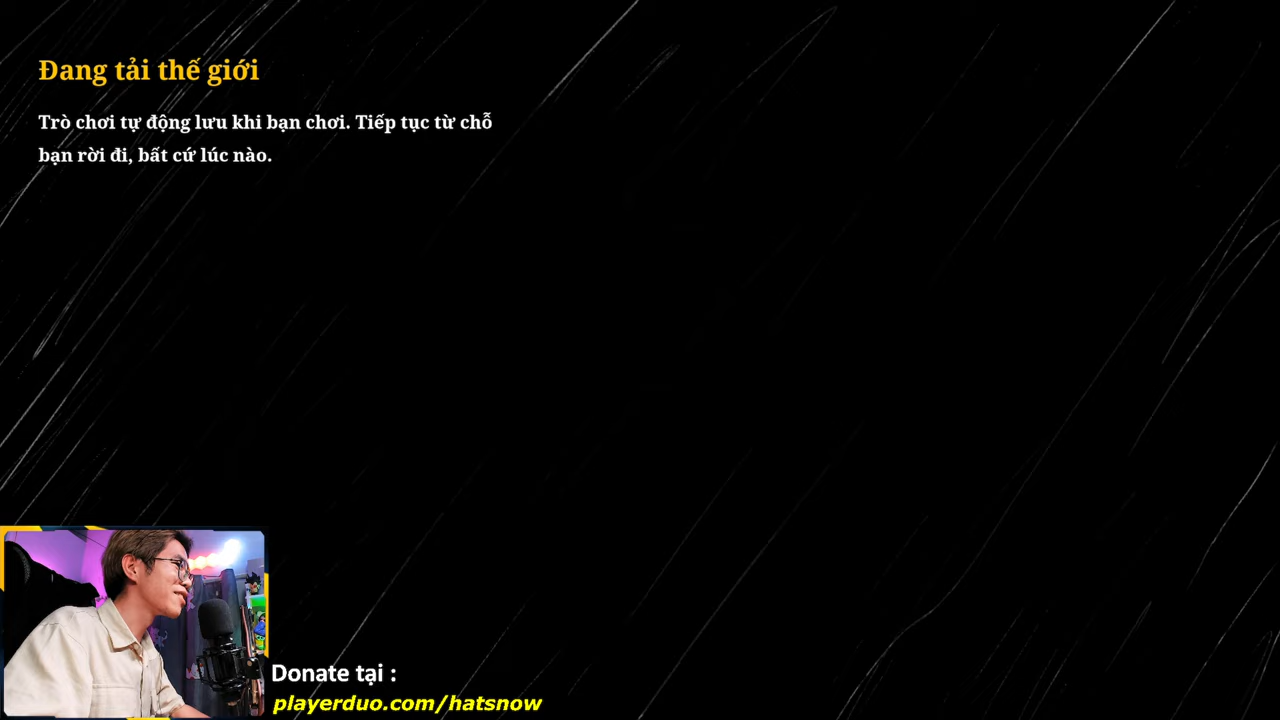 Đang tải thế giới
Trò chơi tự động lưu khi bạn chơi. Tiếp tục từ chỗ
bạn rời đi, bất cứ lúc nào.
Donate tại :
playerduo.com/hatsnow